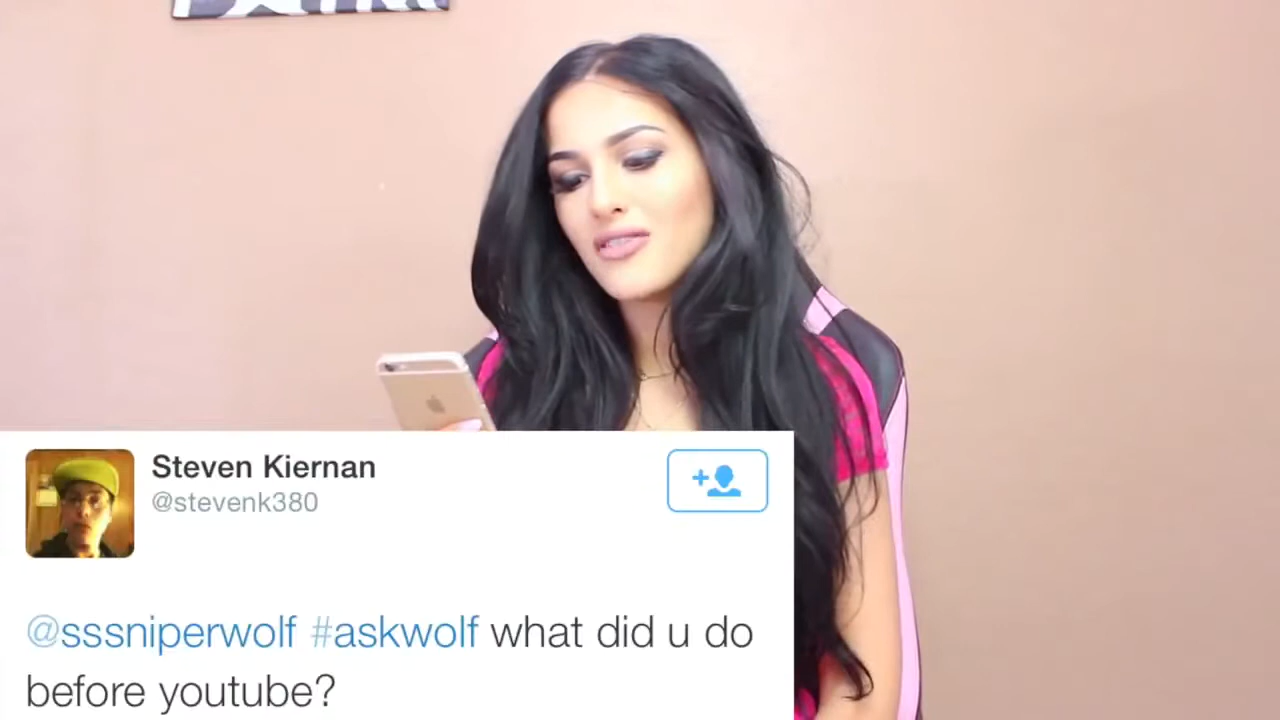 Steven Kiernan
@stevenk380
@sssniperwolf #askwolf what did u do
before youtube?